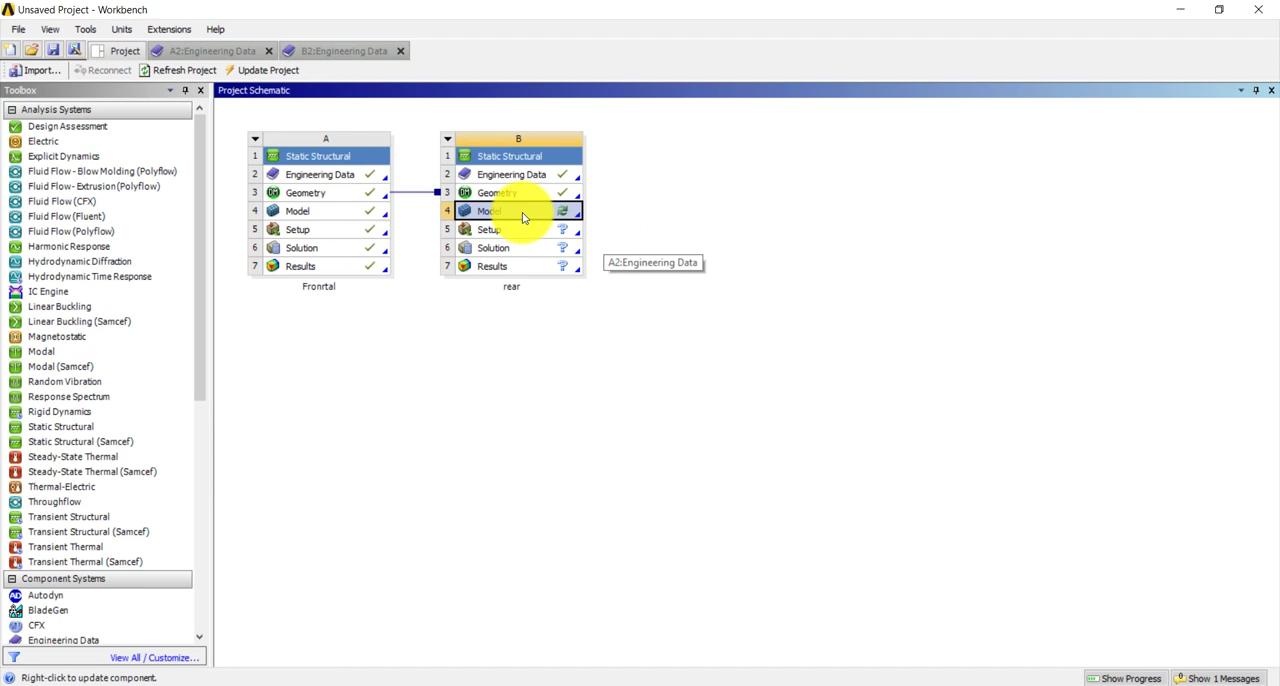 Unsaved Project - Workbench
File View Tools Units Extensions Help
Project A2:Engineering Data B2:Engineering Data
Import... Reconnect Refresh Project Update Project
Toolbox
Analysis Systems
Design Assessment
Electric
Explicit Dynamics
Fluid Flow - Blow Molding (Polyflow)
Fluid Flow - Extrusion (Polyflow)
Fluid Flow (CFX)
Fluid Flow (Fluent)
Fluid Flow (Polyflow)
Harmonic Response
Hydrodynamic Diffraction
Hydrodynamic Time Response
IC Engine
Linear Buckling
Linear Buckling (Samcef)
Magnetostatic
Modal
Modal (Samcef)
Random Vibration
Response Spectrum
Rigid Dynamics
Static Structural
Static Structural (Samcef)
Steady-State Thermal
Steady-State Thermal (Samcef)
Thermal-Electric
Throughflow
Transient Structural
Transient Structural (Samcef)
Transient Thermal
Transient Thermal (Samcef)
Component Systems
Autodyn
BladeGen
CFX
Engineering Data
View All / Customize...
Project Schematic
A
1 Static Structural
2 Engineering Data
3 Geometry
4 Model
5 Setup
6 Solution
7 Results
Fronrtal
B
1 Static Structural
2 Engineering Data
3 Geometry
4 Model
5 Setup
6 Solution
7 Results
rear
A2:Engineering Data
Right-click to update component.
Show Progress Show 1 Messages